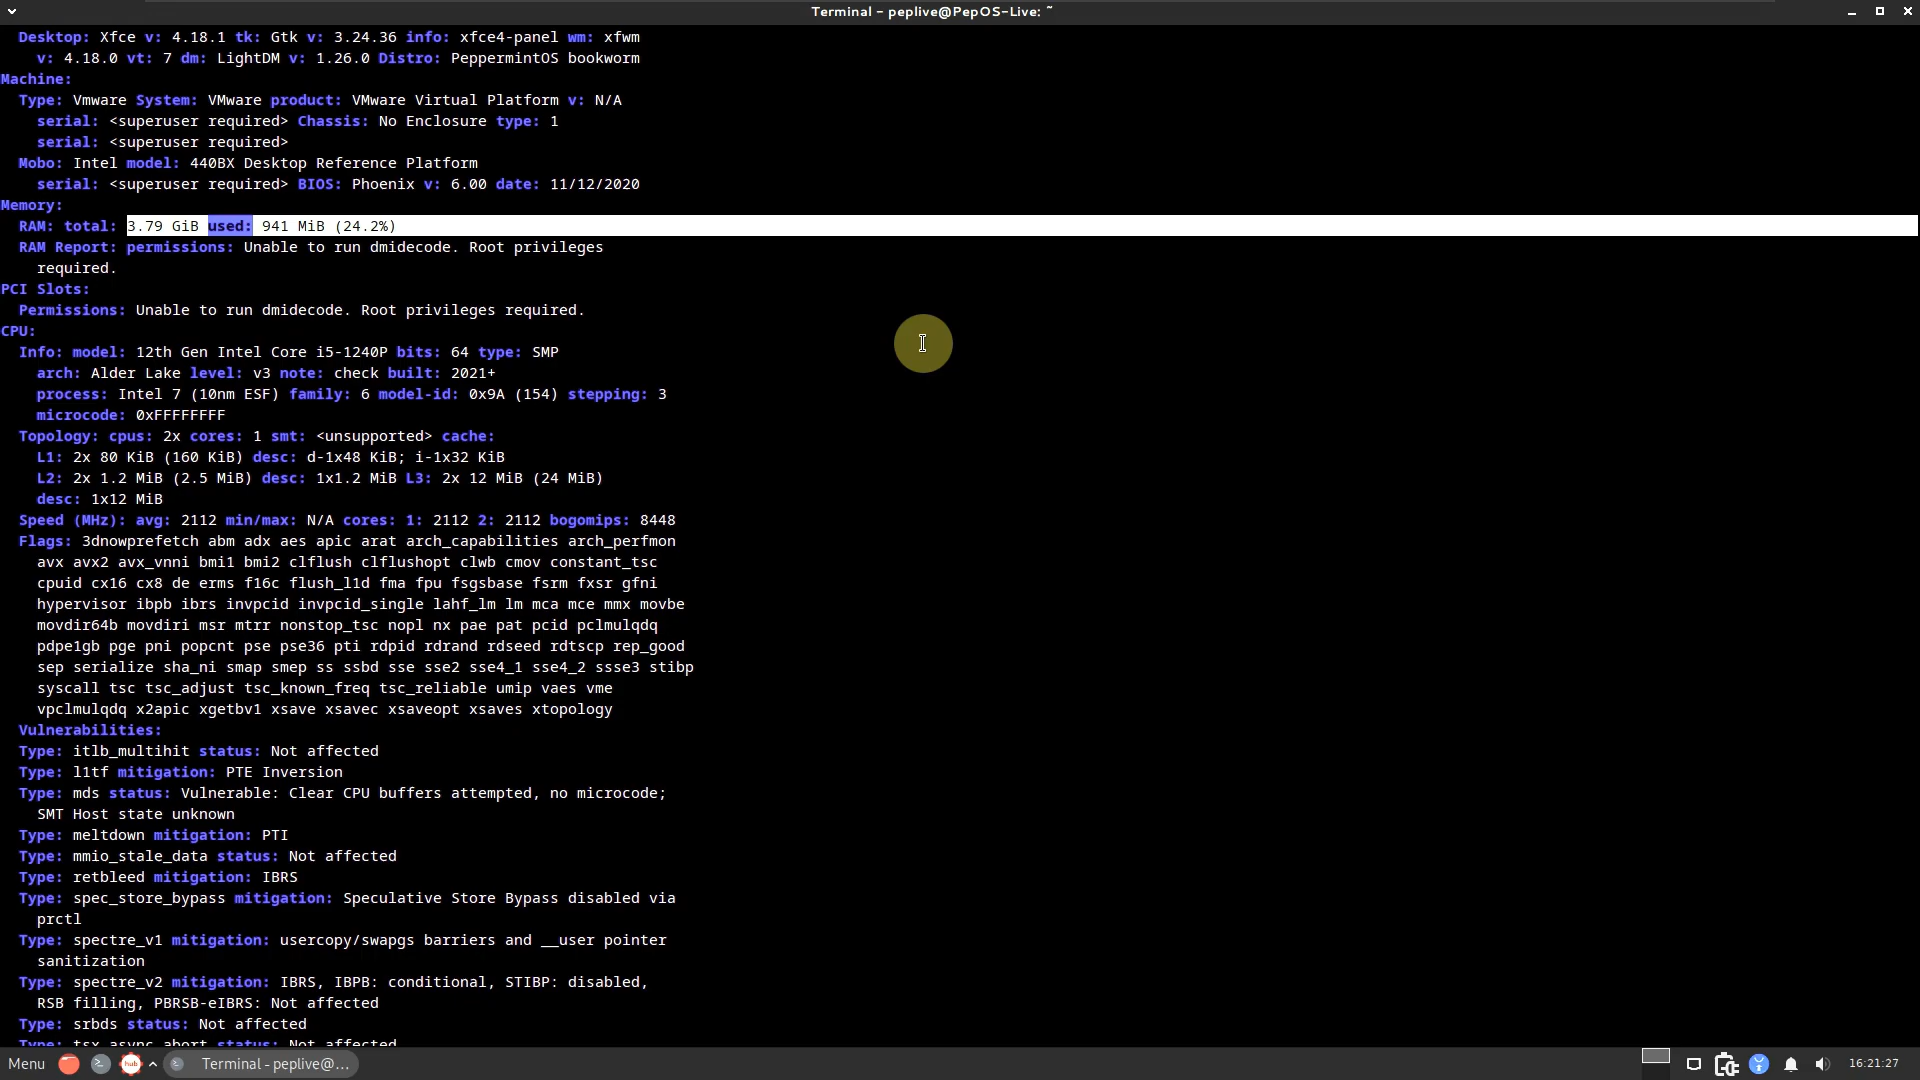 Terminal - peplive@PepOS-Live: ~
Desktop: Xfce v: 4.18.1 tk: Gtk v: 3.24.36 info: xfce4-panel wm: xfwm
v: 4.18.0 vt: 7 dm: LightDM v: 1.26.0 Distro: PeppermintOS bookworm
Machine:
Type: Vmware System: VMware product: VMware Virtual Platform v: N/A
serial: <superuser required> Chassis: No Enclosure type: 1
serial: <superuser required>
Mobo: Intel model: 440BX Desktop Reference Platform
serial: <superuser required> BIOS: Phoenix v: 6.00 date: 11/12/2020
Memory:
RAM: total: 3.79 GiB used: 941 MiB (24.2%)
RAM Report: permissions: Unable to run dmidecode. Root privileges
required.
PCI Slots:
Permissions: Unable to run dmidecode. Root privileges required.
CPU:
Info: model: 12th Gen Intel Core i5-1240P bits: 64 type: SMP
arch: Alder Lake level: v3 note: check built: 2021+
process: Intel 7 (10nm ESF) family: 6 model-id: 0x9A (154) stepping: 3
microcode: 0xFFFFFFFF
Topology: cpus: 2x cores: 1 smt: <unsupported> cache:
L1: 2x 80 KiB (160 KiB) desc: d-1x48 KiB; i-1x32 KiB
L2: 2x 1.2 MiB (2.5 MiB) desc: 1x1.2 MiB L3: 2x 12 MiB (24 MiB)
desc: 1x12 MiB
Speed (MHz): avg: 2112 min/max: N/A cores: 1: 2112 2: 2112 bogomips: 8448
Flags: 3dnowprefetch abm adx aes apic arat arch_capabilities arch_perfmon
avx avx2 avx_vnni bmi1 bmi2 clflush clflushopt clwb cmov constant_tsc
cpuid cx16 cx8 de erms f16c flush_l1d fma fpu fsgsbase fsrm fxsr gfni
hypervisor ibpb ibrs invpcid invpcid_single lahf_lm lm mca mce mmx movbe
movdir64b movdiri msr mtrr nonstop_tsc nopl nx pae pat pcid pclmulqdq
pdpe1gb pge pni popcnt pse pse36 pti rdpid rdrand rdseed rdtscp rep_good
sep serialize sha_ni smap smep ss ssbd sse sse2 sse4_1 sse4_2 ssse3 stibp
syscall tsc tsc_adjust tsc_known_freq tsc_reliable umip vaes vme
vpclmulqdq x2apic xgetbv1 xsave xsavec xsaveopt xsaves xtopology
Vulnerabilities:
Type: itlb_multihit status: Not affected
Type: l1tf mitigation: PTE Inversion
Type: mds status: Vulnerable: Clear CPU buffers attempted, no microcode;
SMT Host state unknown
Type: meltdown mitigation: PTI
Type: mmio_stale_data status: Not affected
Type: retbleed mitigation: IBRS
Type: spec_store_bypass mitigation: Speculative Store Bypass disabled via
prctl
Type: spectre_v1 mitigation: usercopy/swapgs barriers and __user pointer
sanitization
Type: spectre_v2 mitigation: IBRS, IBPB: conditional, STIBP: disabled,
RSB filling, PBRSB-eIBRS: Not affected
Type: srbds status: Not affected
Type: tsx_async_abort status: Not affected
Menu hub Terminal - peplive@... 16:21:27